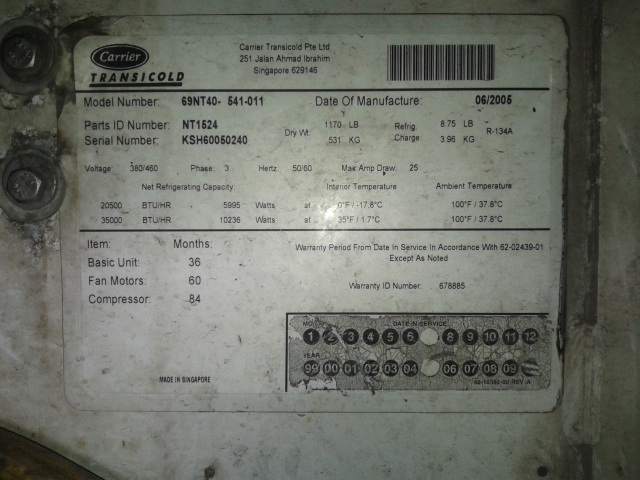 Carrier
TRANSICOLD
Carrier Transicold Pte Ltd
251 Jalan Ahmad Ibrahim
Singapore 629146
Model Number: 69NT40- 541-011 Date Of Manufacture: 06/2005
Parts ID Number: NT1524
Serial Number: KSH60050240
Dry Wt: 1170 LB
531 KG
Refrig. Charge: 8.75 LB
3.96 KG
R-134A
Voltage: 380/460 Phase: 3 Hertz: 50/60 Max Amp Draw: 25
Net Refrigerating Capacity: Interior Temperature Ambient Temperature
20500 BTU/HR 5995 Watts at 0°F / -17.8°C 100°F / 37.8°C
35000 BTU/HR 10236 Watts at 35°F / 1.7°C 100°F / 37.8°C
Item: Months:
Basic Unit: 36
Fan Motors: 60
Compressor: 84
Warranty Period From Date In Service In Accordance With 62-02439-01
Except As Noted
Warranty ID Number: 678885
MADE IN SINGAPORE
DATE IN SERVICE
1 2 3 4 5 6 8 9 10 11 12
YEAR
99 00 01 02 03 04 06 07 08 09